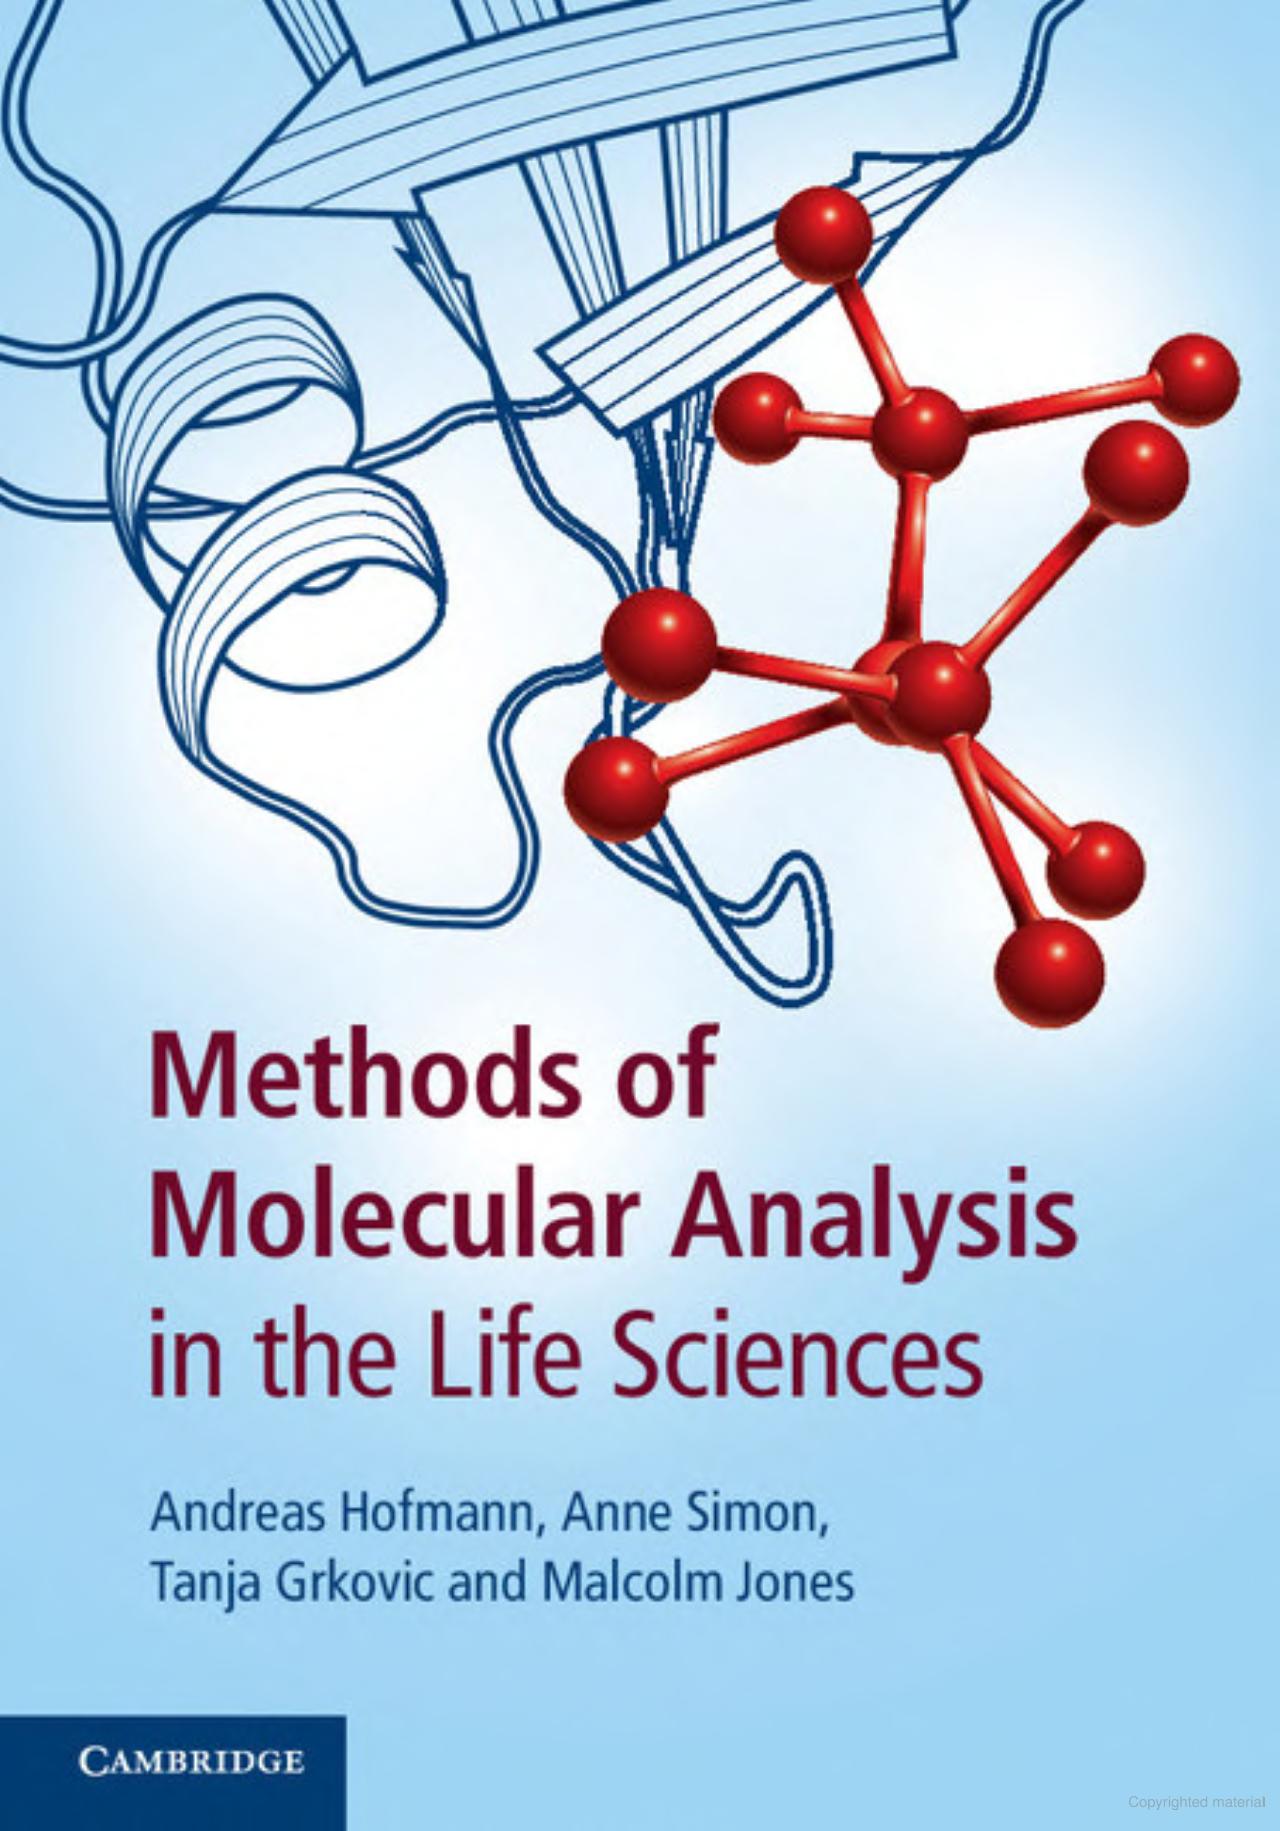 Methods of
Molecular Analysis
in the Life Sciences
Andreas Hofmann, Anne Simon,
Tanja Grkovic and Malcolm Jones
CAMBRIDGE
Copyrighted material